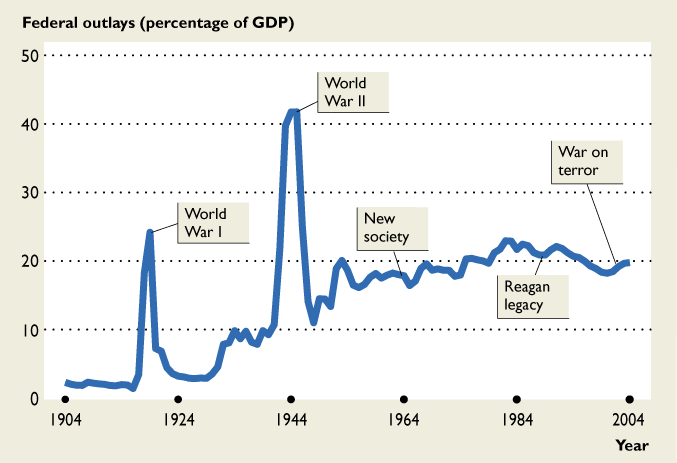 Federal outlays (percentage of GDP)
50
40
30
20
10
0
World
War I
World
War II
New
society
Reagan
legacy
War on
terror
1904
1924
1944
1964
1984
2004
Year